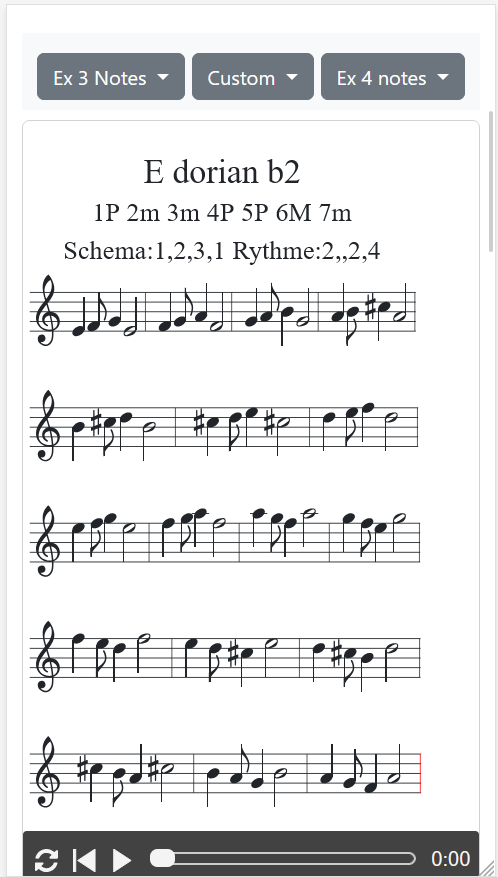 Ex 3 Notes Custom Ex 4 notes
E dorian b2
1P 2m 3m 4P 5P 6M 7m
Schema:1,2,3,1 Rythme:2,,2,4
0:00